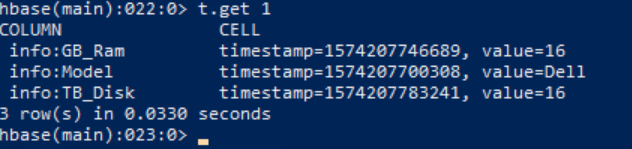 hbase(main):022:0> t.get 1
COLUMN CELL
info:GB_Ram timestamp=1574207746689, value=16
info:Model timestamp=1574207700308, value=Dell
info:TB_Disk timestamp=1574207783241, value=16
3 row(s) in 0.0330 seconds
hbase(main):023:0>